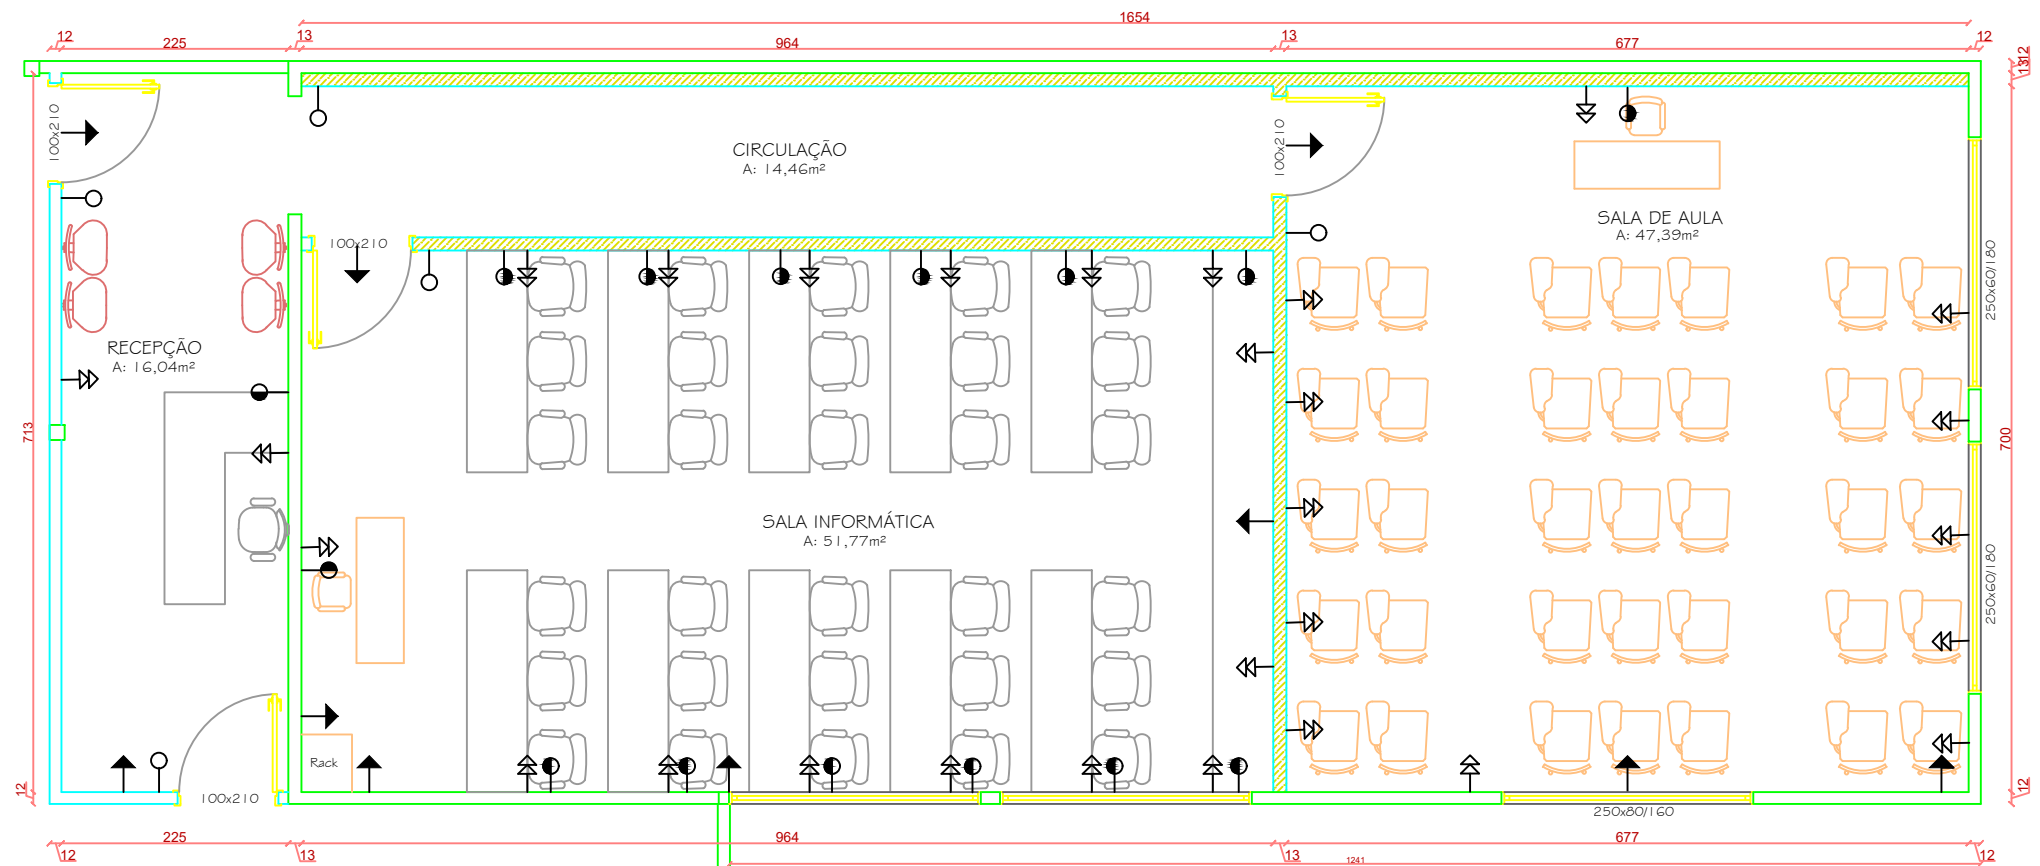 1654
12
225
13
964
13
677
12
12
13
100x210
CIRCULAÇÃO
A: 14,46m²
100x210
SALA DE AULA
A: 47,39m²
100x210
250x60/180
RECEPÇÃO
A: 16,04m²
713
700
SALA INFORMÁTICA
A: 51,77m²
250x60/180
Rack
12
100x210
250x80/160
12
225
964
677
12
13
13
1241
12